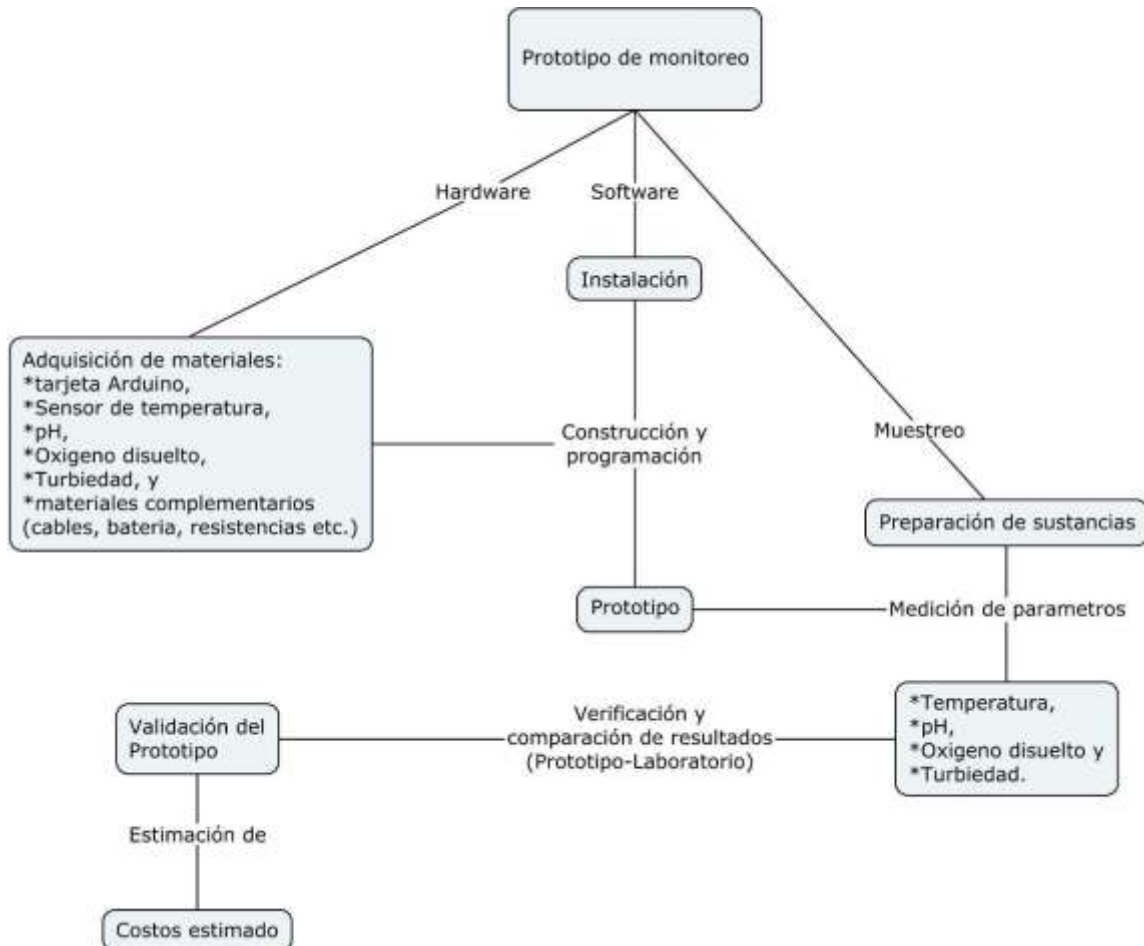 Prototipo de monitoreo
Hardware
Software
Instalación
Adquisición de materiales:
*tarjeta Arduino,
*Sensor de temperatura,
*pH,
*Oxigeno disuelto,
*Turbiedad, y
*materiales complementarios
(cables, bateria, resistencias etc.)
Construcción y
programación
Muestreo
Preparación de sustancias
Prototipo
Medición de parametros
*Temperatura,
*pH,
*Oxigeno disuelto y
*Turbiedad.
Verificación y
comparación de resultados
(Prototipo-Laboratorio)
Validación del
Prototipo
Estimación de
Costos estimado